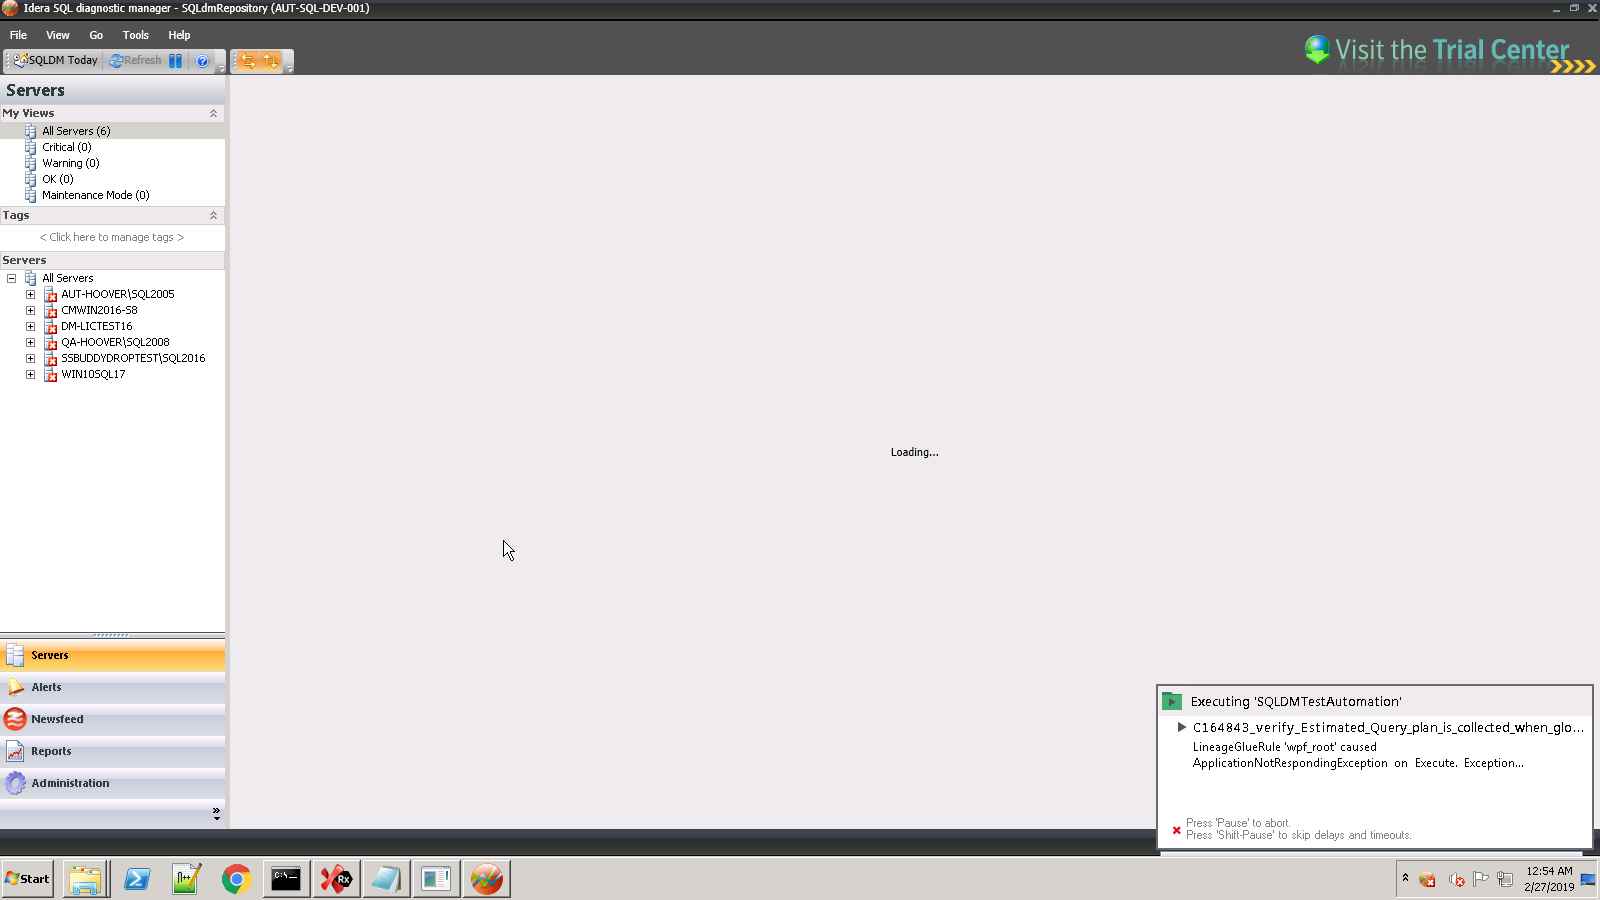 Idera SQL diagnostic manager - SQLdmRepository (AUT-SQL-DEV-001)
File View Go Tools Help
SQLDM Today Refresh
Visit the Trial Center
Servers
My Views
All Servers (6)
Critical (0)
Warning (0)
OK (0)
Maintenance Mode (0)
Tags
< Click here to manage tags >
Servers
All Servers
AUT-HOOVER\SQL2005
CMWIN2016-58
DM-LICTEST16
QA-HOOVER\SQL2008
SSBUDDYDROPTEST\SQL2016
WIN10SQL17
Loading...
Servers
Alerts
Newsfeed
Reports
Administration
Executing 'SQLDMTestAutomation'
C164843_verify_Estimated_Query_plan_is_collected_when_glo...
LineageGlueRule 'wpf_root' caused
ApplicationNotRespondingException on Execute. Exception...
Press 'Pause' to abort.
Press 'Shift-Pause' to skip delays and timeouts.
Start
12:54 AM
2/27/2019